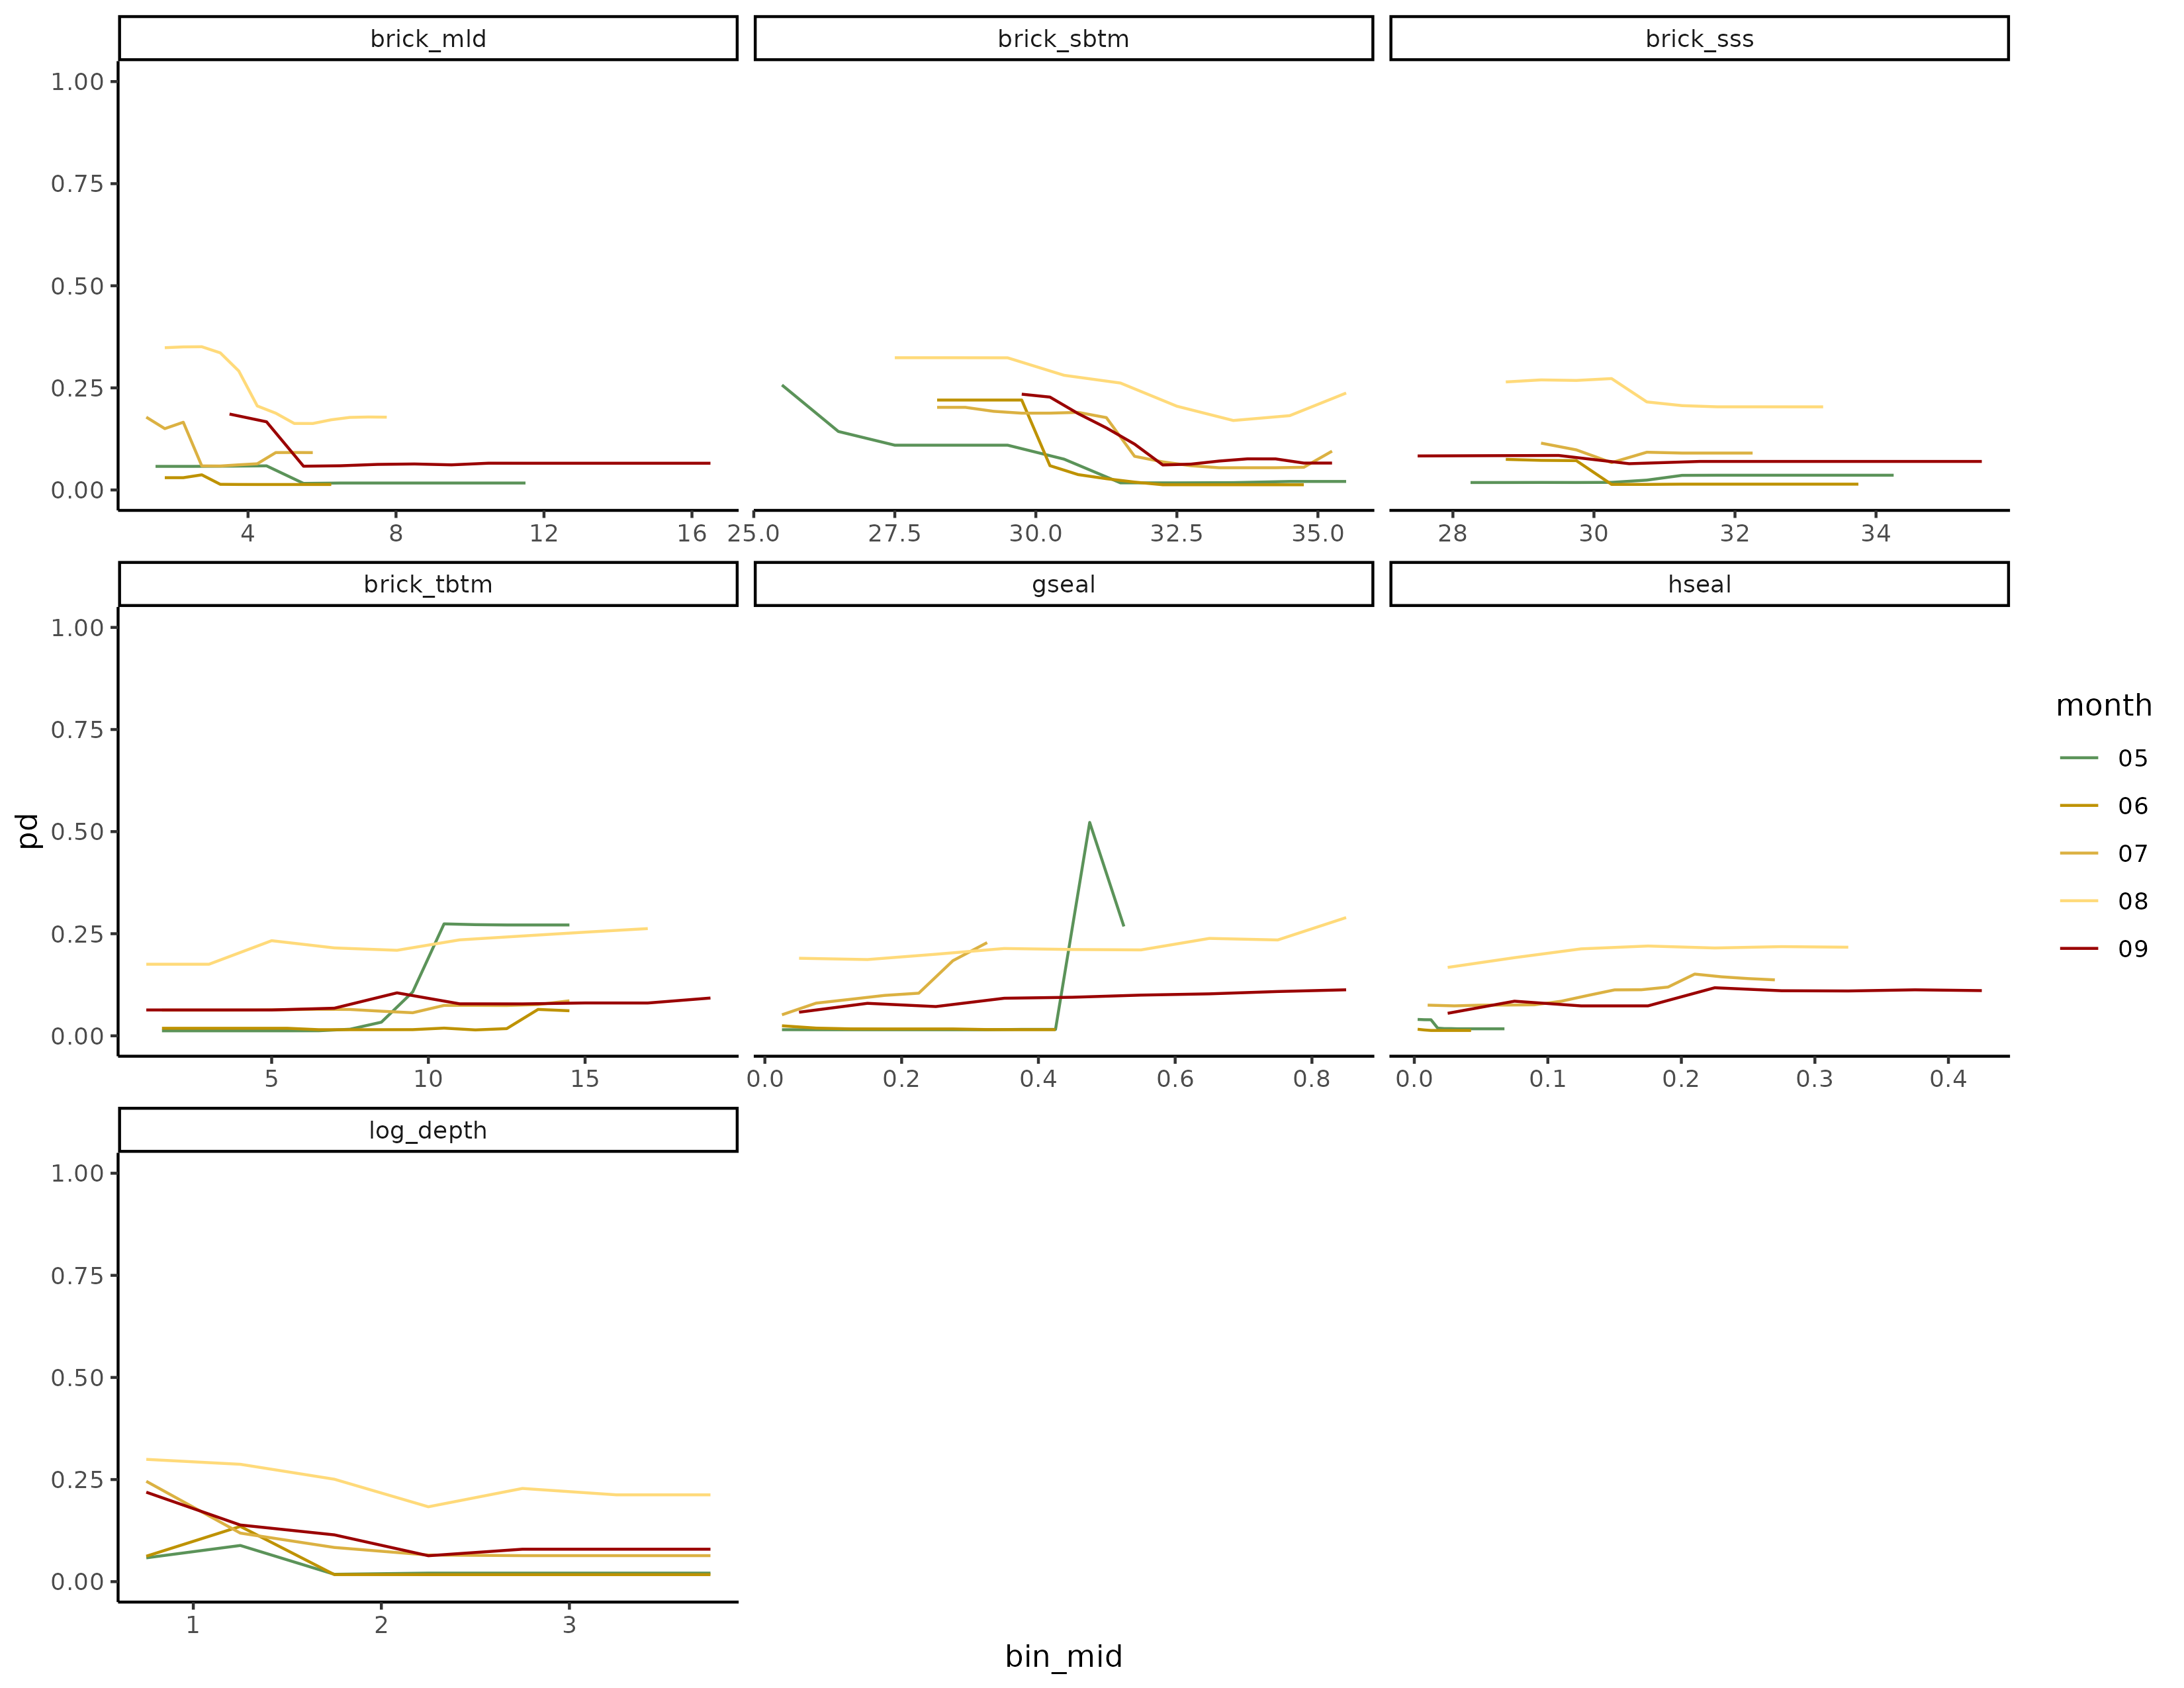 brick_mld brick_sbtm brick_sss
1.00
0.75
0.50
0.25
0.00
4 8 12 16 25.0 27.5 30.0 32.5 35.0 28 30 32 34
brick_tbtm gseal hseal
1.00
0.75
0.50
0.25
0.00
5 10 15 0.0 0.2 0.4 0.6 0.8 0.0 0.1 0.2 0.3 0.4
log_depth
1.00
0.75
0.50
0.25
0.00
1 2 3
bin_mid
pd
month
05
06
07
08
09